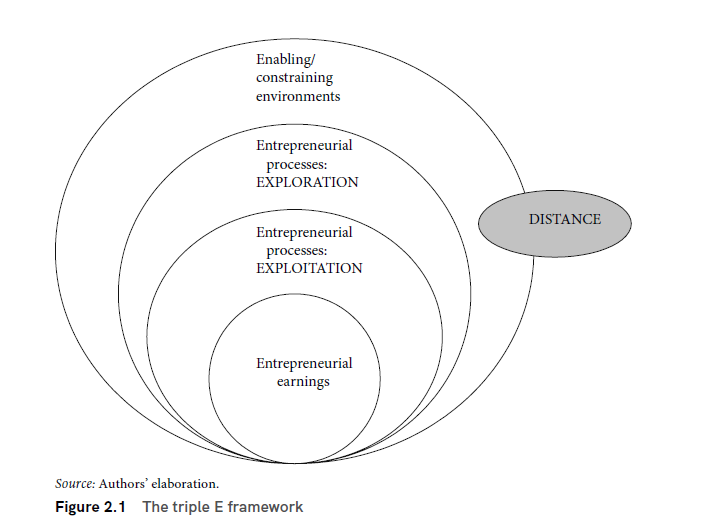 Enabling/
constraining
environments
Entrepreneurial
processes:
EXPLORATION
DISTANCE
Entrepreneurial
processes:
EXPLOITATION
Entrepreneurial
earnings
Source: Authors’ elaboration.
Figure 2.1 The triple E framework